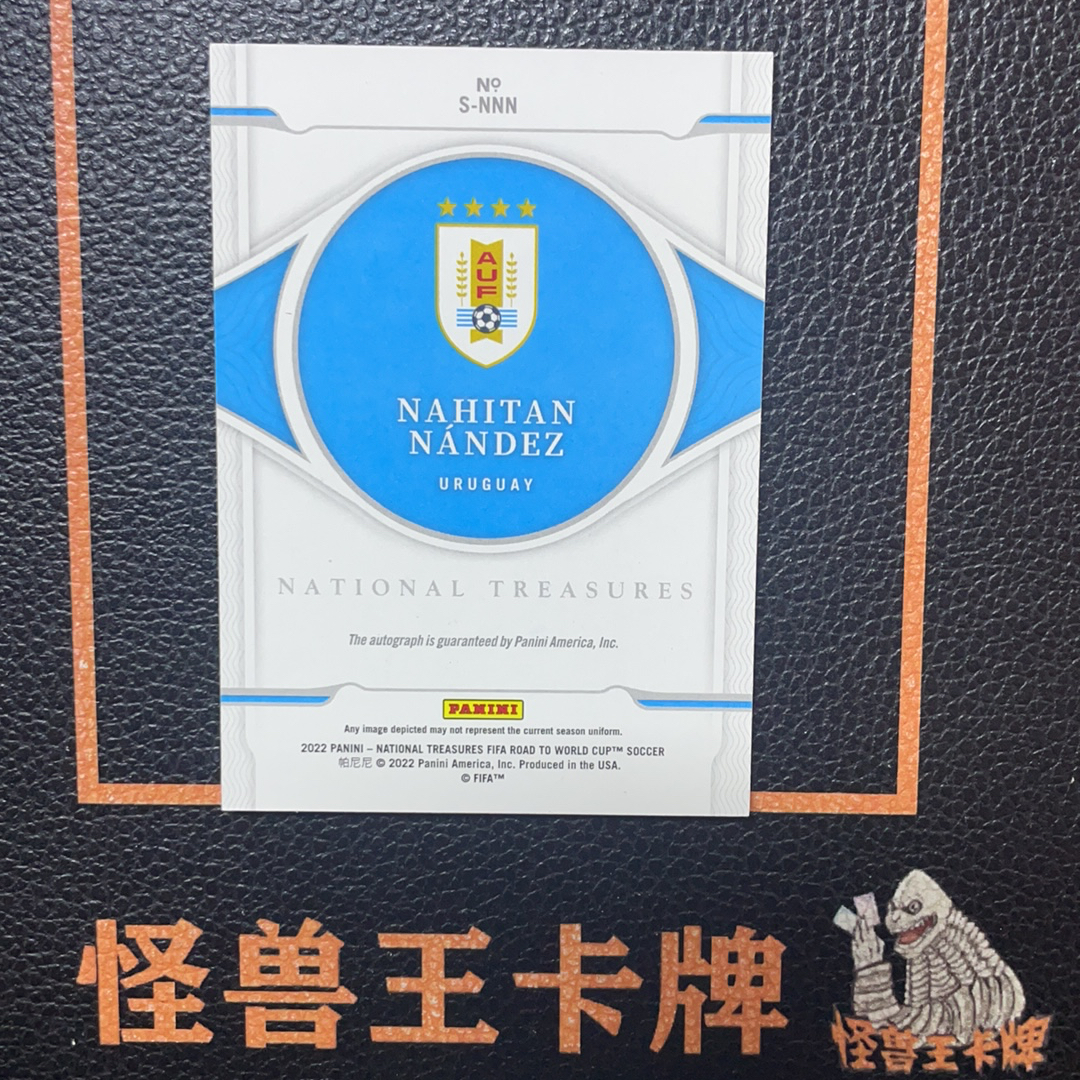 Nº
S-NNN
AUF
NAHITAN
NÁNDEZ
URUGUAY
NATIONAL TREASURES
The autograph is guaranteed by Panini America, Inc.
PANINI
Any image depicted may not represent the current season uniform.
2022 PANINI – NATIONAL TREASURES FIFA ROAD TO WORLD CUP™ SOCCER
帕尼尼 © 2022 Panini America, Inc. Produced in the USA.
© FIFA™
怪兽王卡牌
怪兽王卡牌